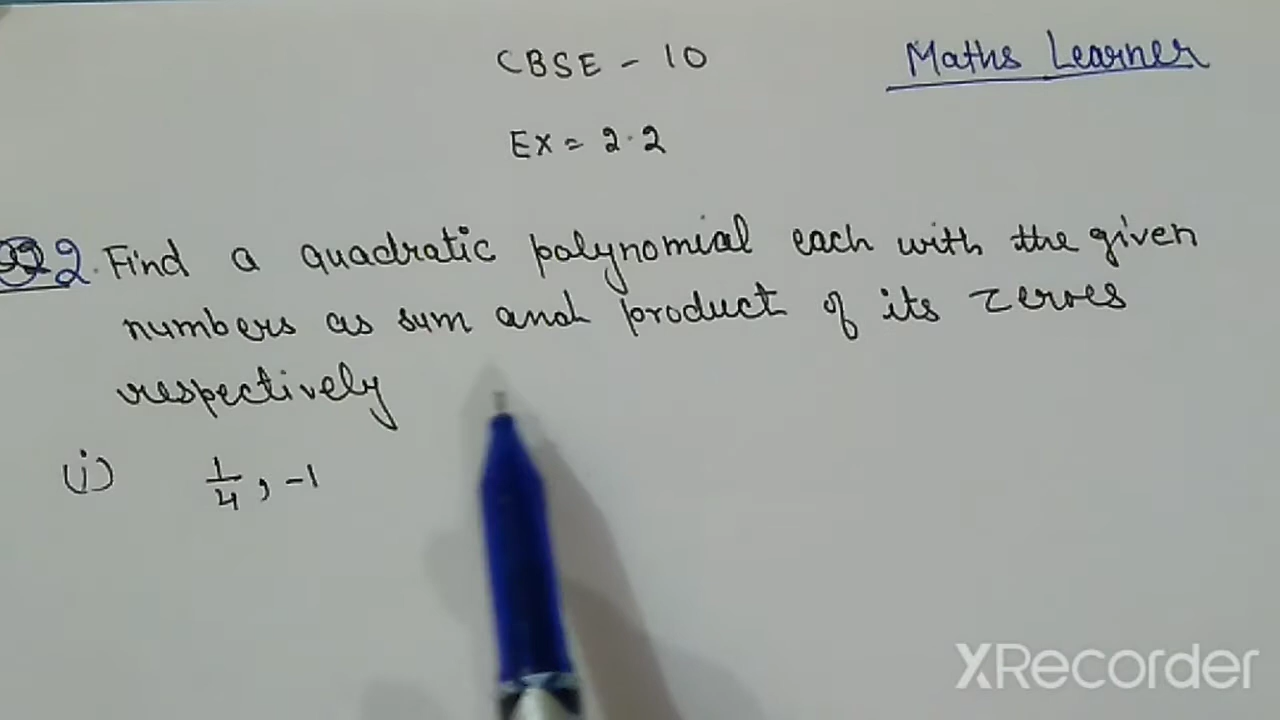 CBSE - 10
Maths Learner
EX = 2.2
2. Find a quadratic polynomial each with the given
numbers as sum and product of its zeroes
respectively
(i) 1/4, -1
XRecorder